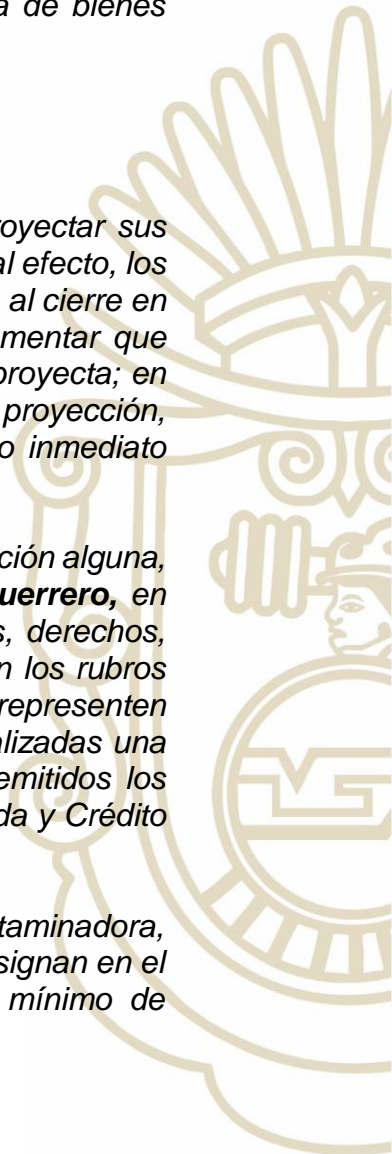 a de bienes
royectar sus
al efecto, los
al cierre en
mentar que
proyecta; en
proyección,
o inmediato
ción alguna,
uerrero, en
s, derechos,
n los rubros
representen
alizadas una
emitidos los
da y Crédito
taminadora,
signan en el
mínimo de